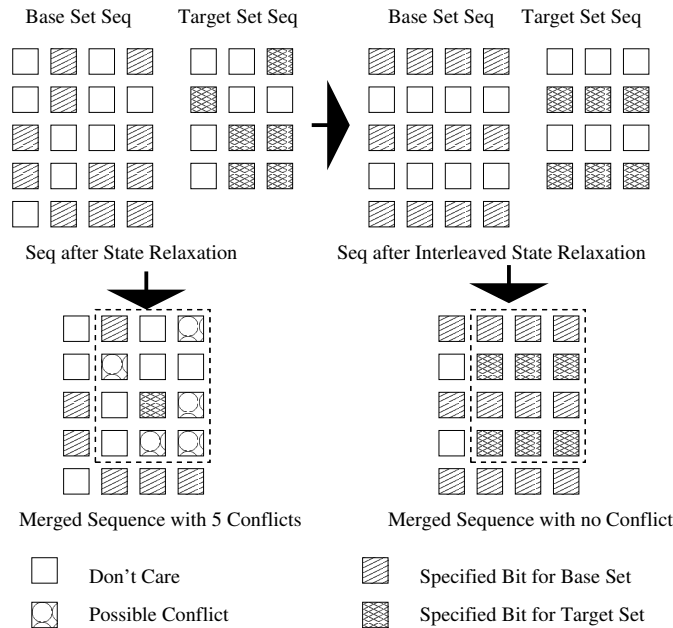 Base Set Seq
Target Set Seq
Base Set Seq
Target Set Seq
Seq after State Relaxation
Seq after Interleaved State Relaxation
Merged Sequence with 5 Conflicts
Merged Sequence with no Conflict
Don't Care
Specified Bit for Base Set
Possible Conflict
Specified Bit for Target Set